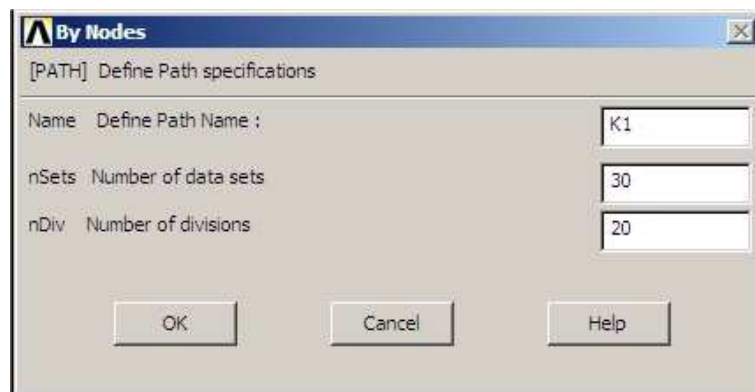 By Nodes
[PATH] Define Path specifications
Name Define Path Name : K1
nSets Number of data sets 30
nDiv Number of divisions 20
OK Cancel Help